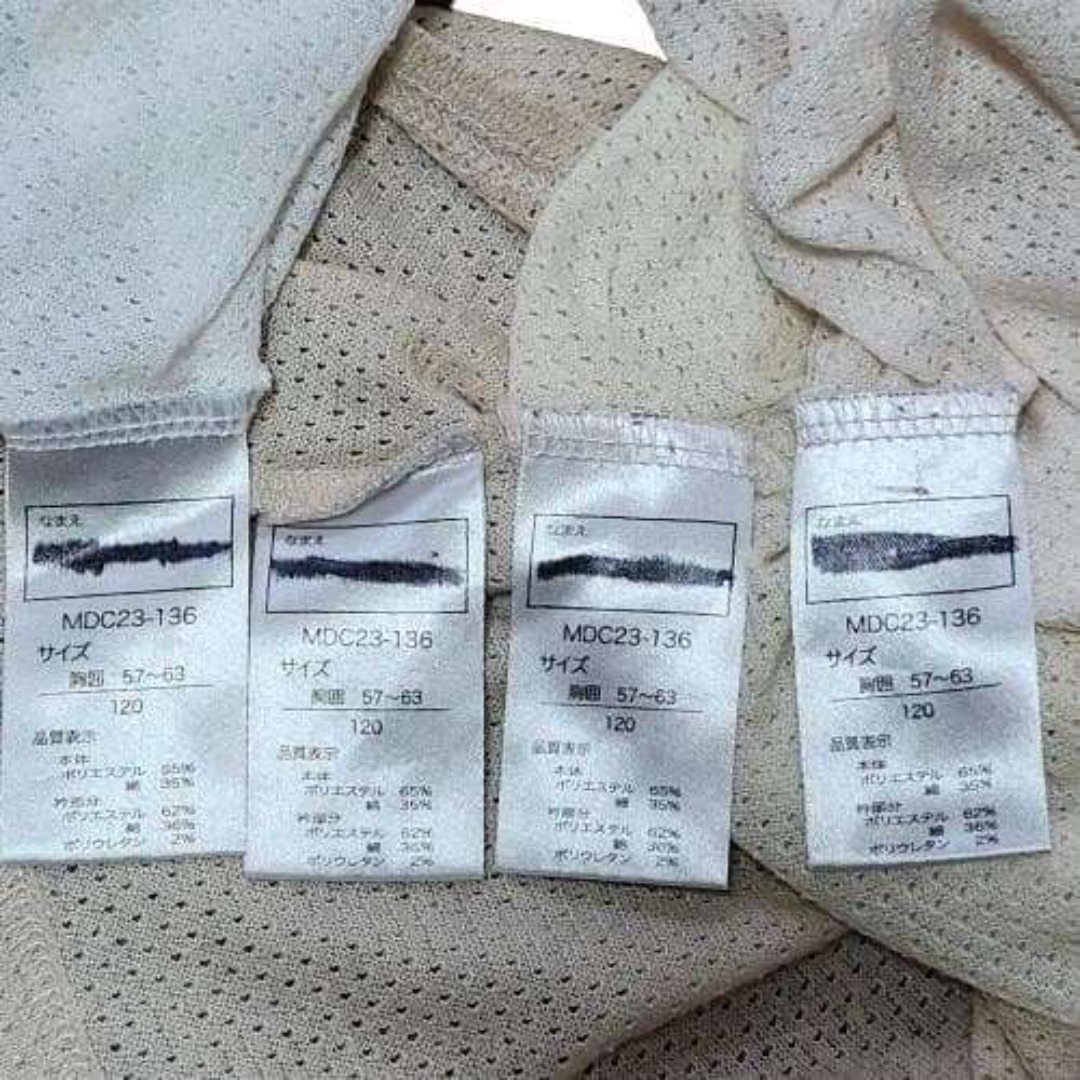 なまえ
MDC23-136
サイズ
胸囲 57～63
120
品質表示
本体
ポリエステル 65%
綿 35%
衿部分
ポリエステル 62%
綿 36%
ポリウレタン 2%
なまえ
MDC23-136
サイズ
胸囲 57～63
120
品質表示
本体
ポリエステル 65%
綿 35%
衿部分
ポリエステル 62%
綿 36%
ポリウレタン 2%
なまえ
MDC23-136
サイズ
胸囲 57～63
120
品質表示
本体
ポリエステル 65%
綿 35%
衿部分
ポリエステル 62%
綿 36%
ポリウレタン 2%
なまえ
MDC23-136
サイズ
胸囲 57～63
120
品質表示
本体
ポリエステル 65%
綿 35%
衿部分
ポリエステル 62%
綿 36%
ポリウレタン 2%